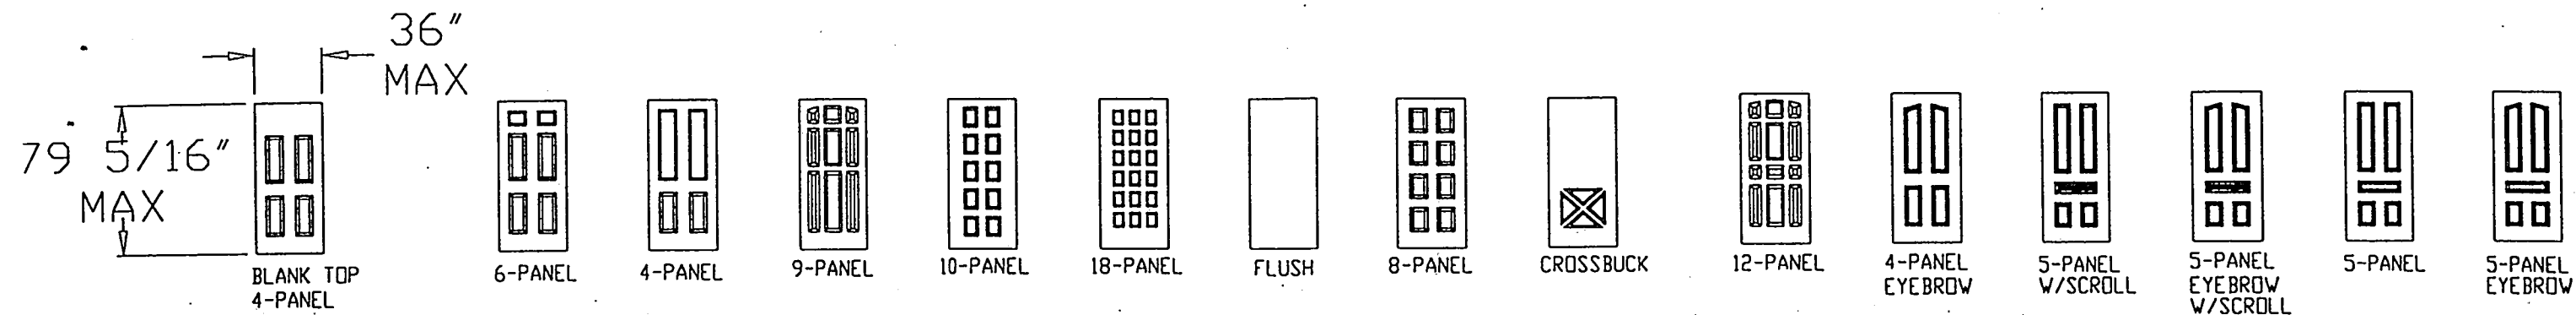 36"
MAX
79 5/16"
MAX
BLANK TOP
4-PANEL
6-PANEL
4-PANEL
9-PANEL
10-PANEL
18-PANEL
FLUSH
8-PANEL
CROSSBUCK
12-PANEL
4-PANEL
EYEBROW
5-PANEL
W/SCROLL
5-PANEL
EYEBROW
W/SCROLL
5-PANEL
5-PANEL
EYEBROW